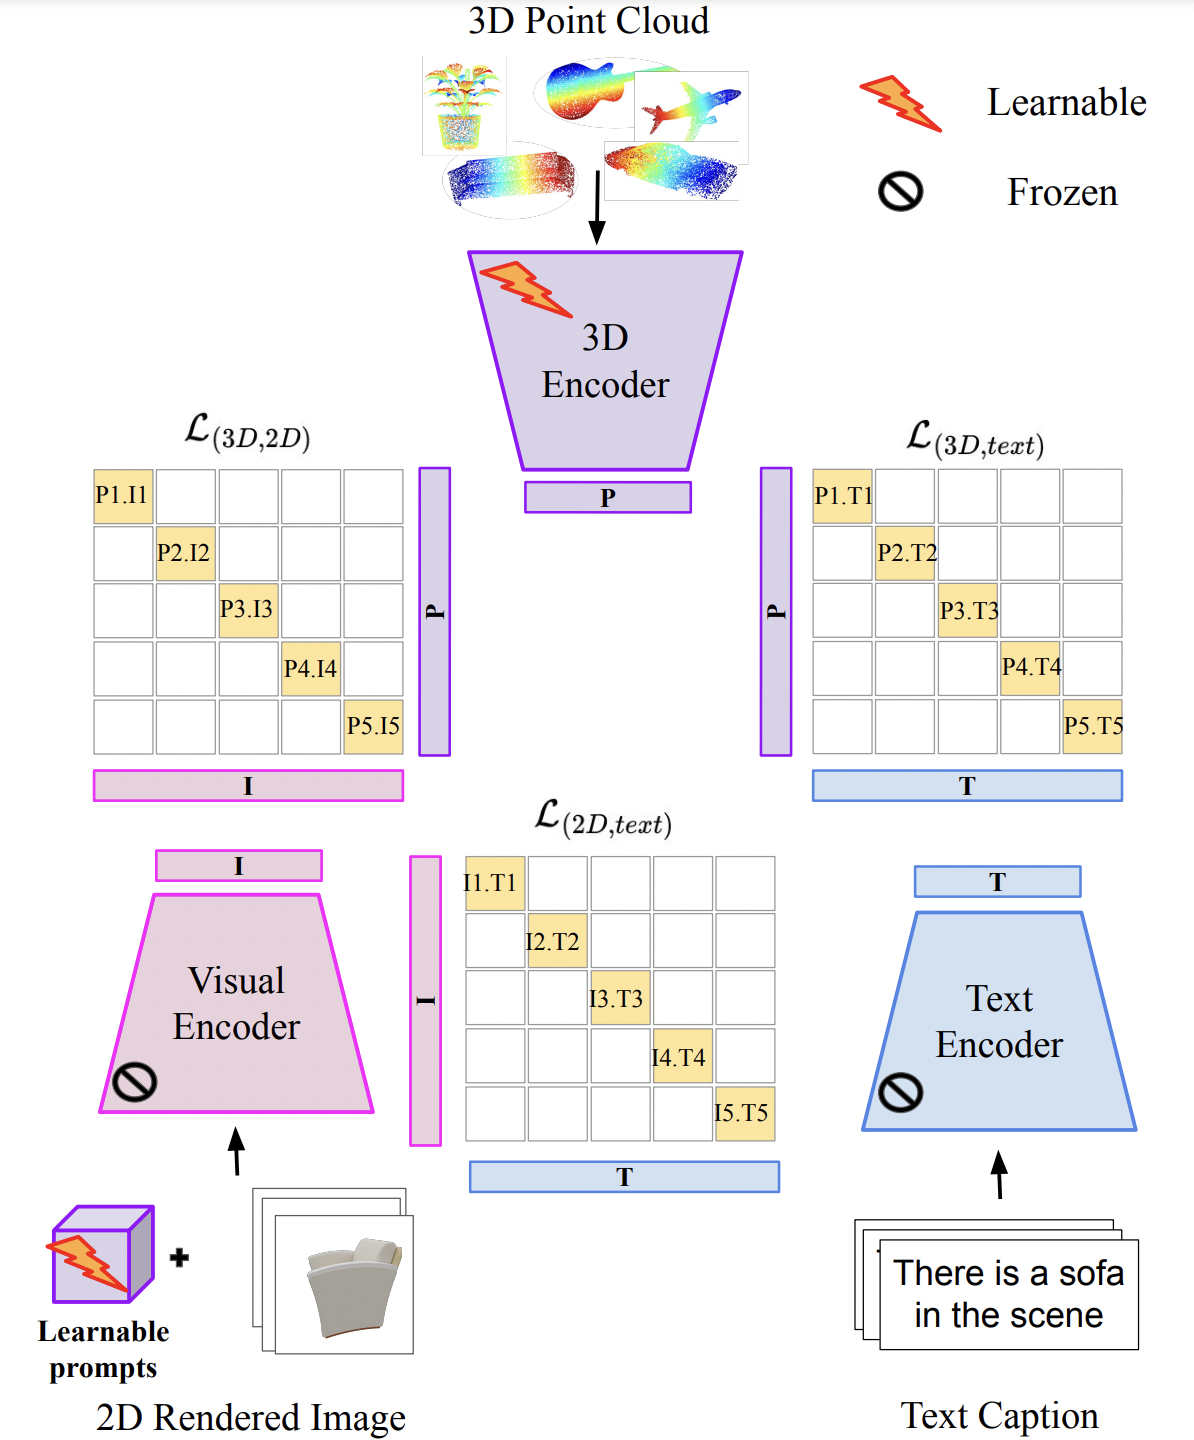 3D Point Cloud
Learnable
Frozen
3D
Encoder
P
ℒ(3D,2D)
P1.I1
P2.I2
P3.I3
P4.I4
P5.I5
P
I
ℒ(3D,text)
P
P1.T1
P2.T2
P3.T3
P4.T4
P5.T5
T
ℒ(2D,text)
I
I1.T1
I2.T2
I3.T3
I4.T4
I5.T5
T
I
Visual
Encoder
T
Text
Encoder
Learnable
prompts
2D Rendered Image
There is a sofa
in the scene
Text Caption